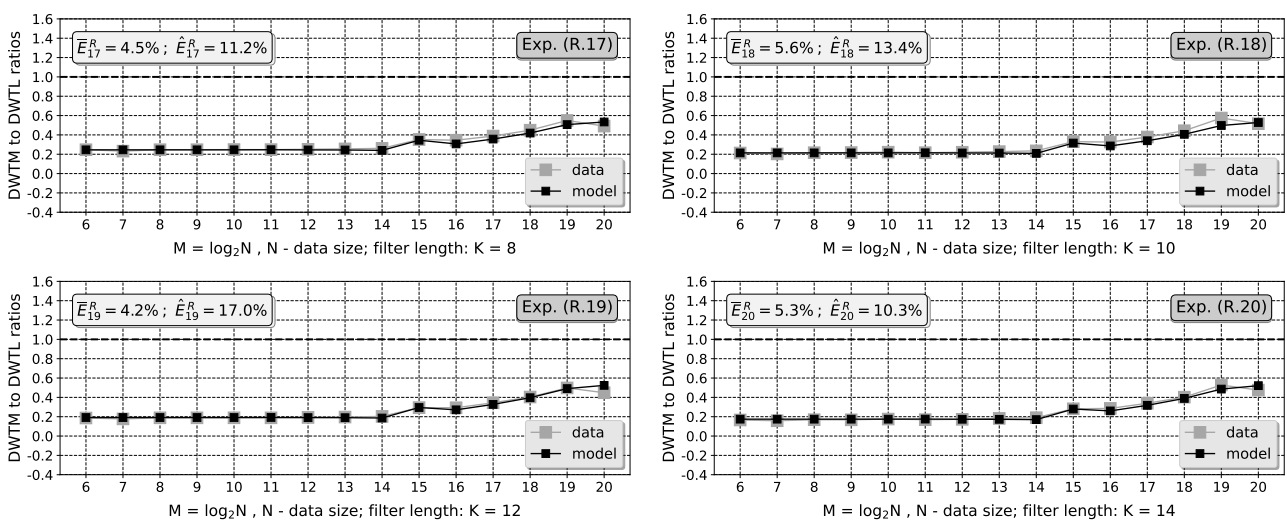 DWTM to DWTL ratios
1.6
1.4
1.2
1.0
0.8
0.6
0.4
0.2
0.0
-0.2
-0.4
E̅ᴿ₁₇ = 4.5% ; Êᴿ₁₇ = 11.2%
Exp. (R.17)
data
model
6 7 8 9 10 11 12 13 14 15 16 17 18 19 20
M = log₂N , N - data size; filter length: K = 8
DWTM to DWTL ratios
1.6
1.4
1.2
1.0
0.8
0.6
0.4
0.2
0.0
-0.2
-0.4
E̅ᴿ₁₈ = 5.6% ; Êᴿ₁₈ = 13.4%
Exp. (R.18)
data
model
6 7 8 9 10 11 12 13 14 15 16 17 18 19 20
M = log₂N , N - data size; filter length: K = 10
DWTM to DWTL ratios
1.6
1.4
1.2
1.0
0.8
0.6
0.4
0.2
0.0
-0.2
-0.4
E̅ᴿ₁₉ = 4.2% ; Êᴿ₁₉ = 17.0%
Exp. (R.19)
data
model
6 7 8 9 10 11 12 13 14 15 16 17 18 19 20
M = log₂N , N - data size; filter length: K = 12
DWTM to DWTL ratios
1.6
1.4
1.2
1.0
0.8
0.6
0.4
0.2
0.0
-0.2
-0.4
E̅ᴿ₂₀ = 5.3% ; Êᴿ₂₀ = 10.3%
Exp. (R.20)
data
model
6 7 8 9 10 11 12 13 14 15 16 17 18 19 20
M = log₂N , N - data size; filter length: K = 14